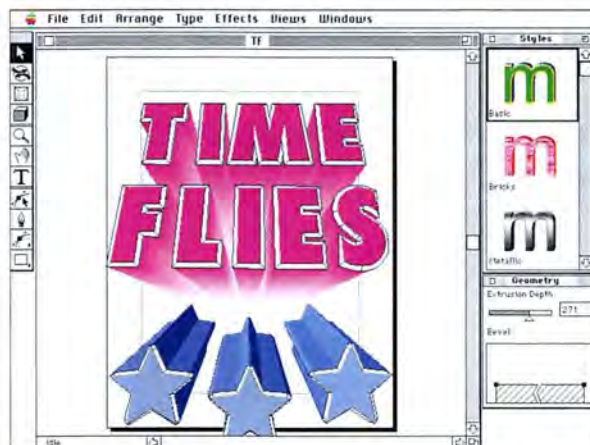 File Edit Arrange Type Effects Views Windows
Tf
TIME
FLIES
T
Idle
Styles
m
Basic
m
Bricks
m
Metallic
Geometry
Extrusion Depth
271
Bevel